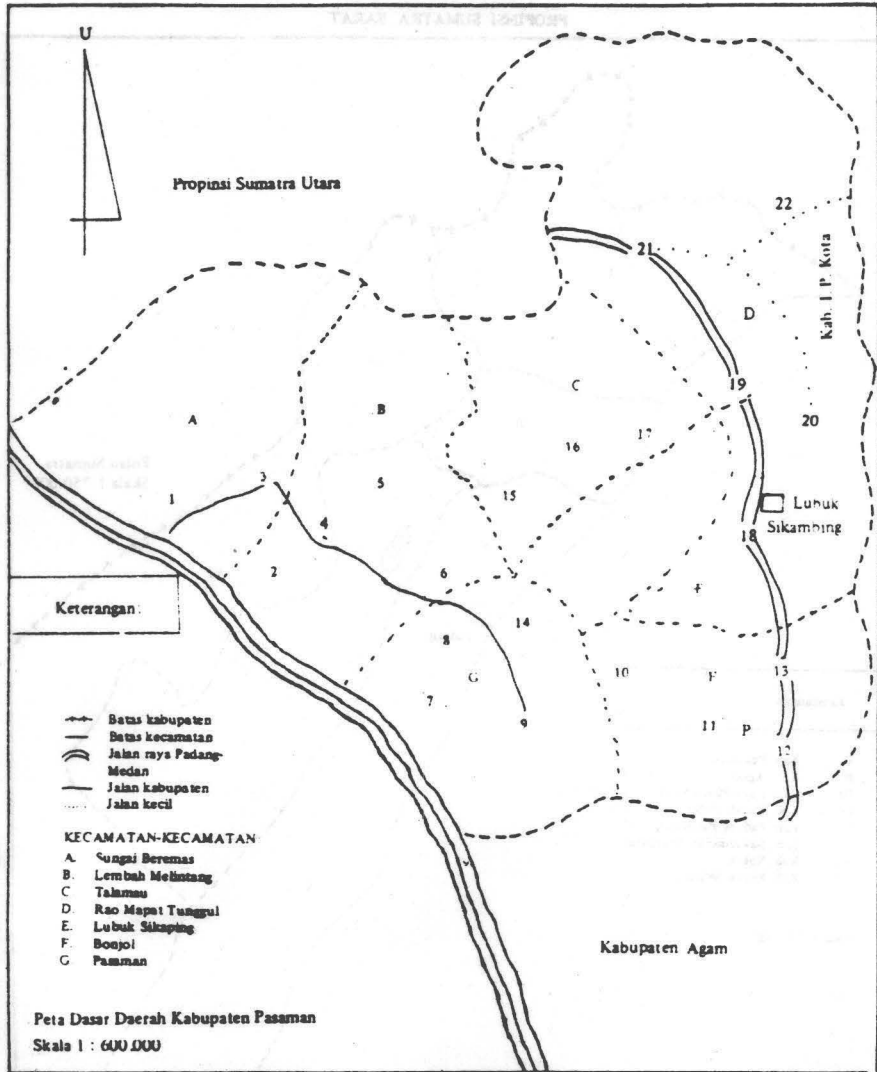 PROPINSI SUMATRA BARAT
U
Propinsi Sumatra Utara
22
21
Kab. L.P. Kota
D
C
19
B
A
20
17
16
3
5
1
15
Lubuk
Sikambing
4
18
2
6
Keterangan:
14
8
10
13
G
F
7
11
9
P
12
Batas kabupaten
Batas kecamatan
Jalan raya Padang-
Medan
Jalan kabupaten
Jalan kecil
KECAMATAN-KECAMATAN
A. Sungai Beremas
B. Lembah Melintang
C Talamau
D. Rao Mapat Tunggul
E. Lubuk Sikaping
F. Bonjol
G Pasaman
Kabupaten Agam
Peta Dasar Daerah Kabupaten Pasaman
Skala 1 : 600.000